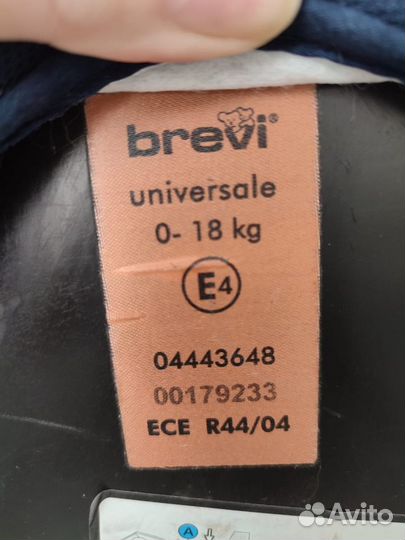 brevi®
universale
0- 18 kg
E4
04443648
00179233
ECE R44/04
A
Avito